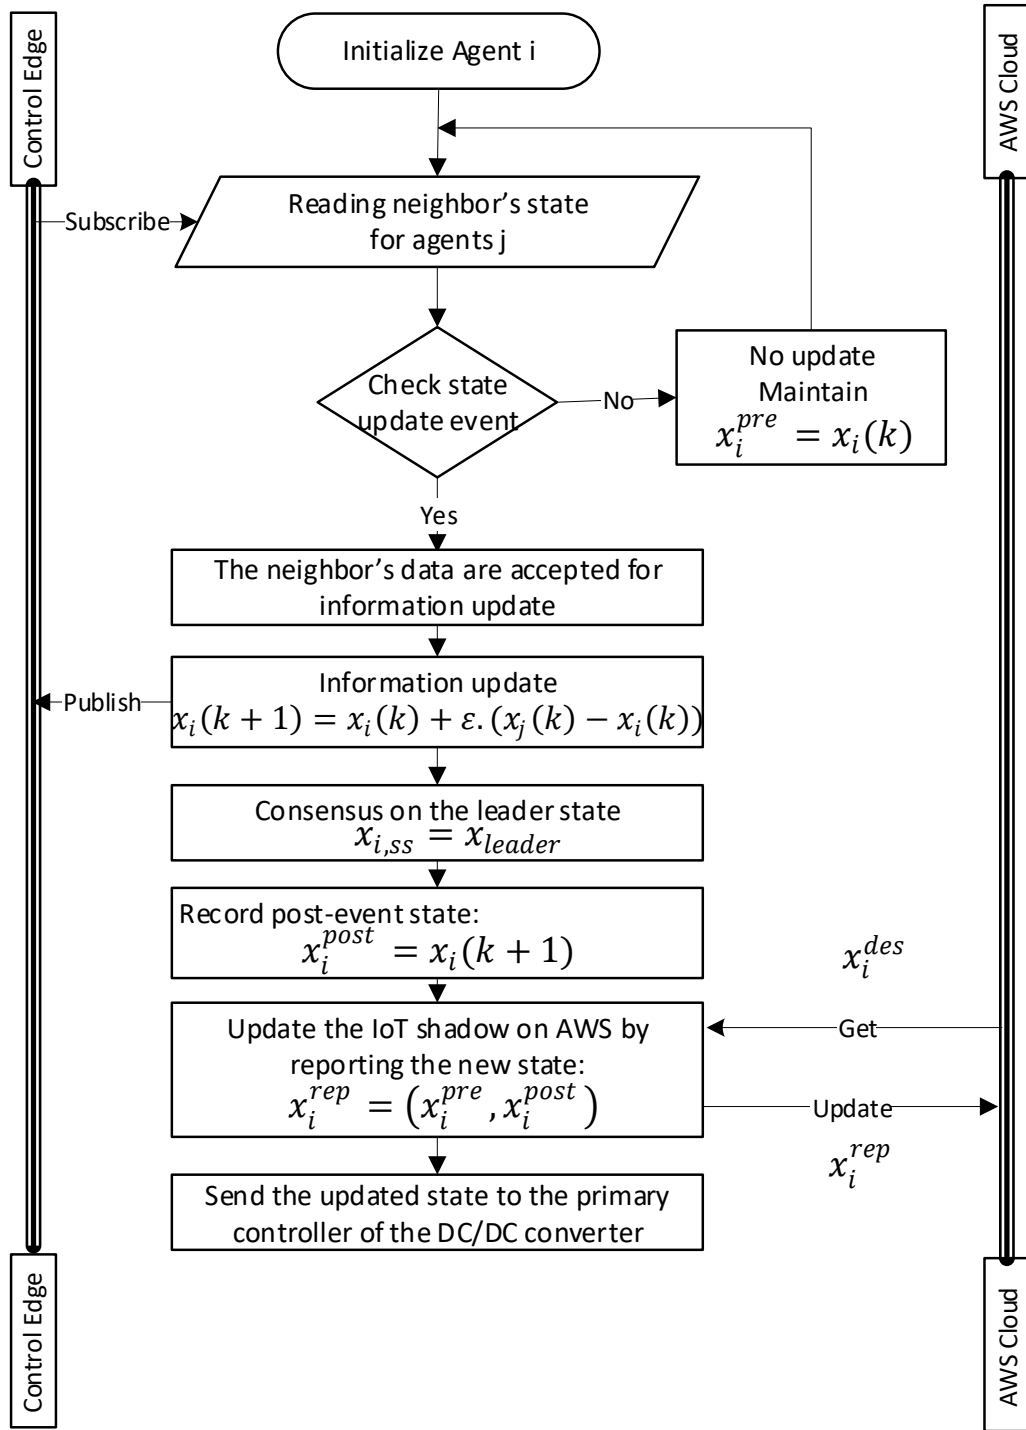 Control Edge
AWS Cloud
Initialize Agent i
Subscribe
Reading neighbor's state
for agents j
Check state
update event
No
No update
Maintain
x_i^{pre} = x_i(k)
Yes
The neighbor's data are accepted for
information update
Publish
Information update
x_i(k + 1) = x_i(k) + ε. (x_j(k) − x_i(k))
Consensus on the leader state
x_{i,ss} = x_{leader}
Record post-event state:
x_i^{post} = x_i(k + 1)
x_i^{des}
Get
Update the IoT shadow on AWS by
reporting the new state:
x_i^{rep} = (x_i^{pre}, x_i^{post})
Update
x_i^{rep}
Send the updated state to the primary
controller of the DC/DC converter
Control Edge
AWS Cloud